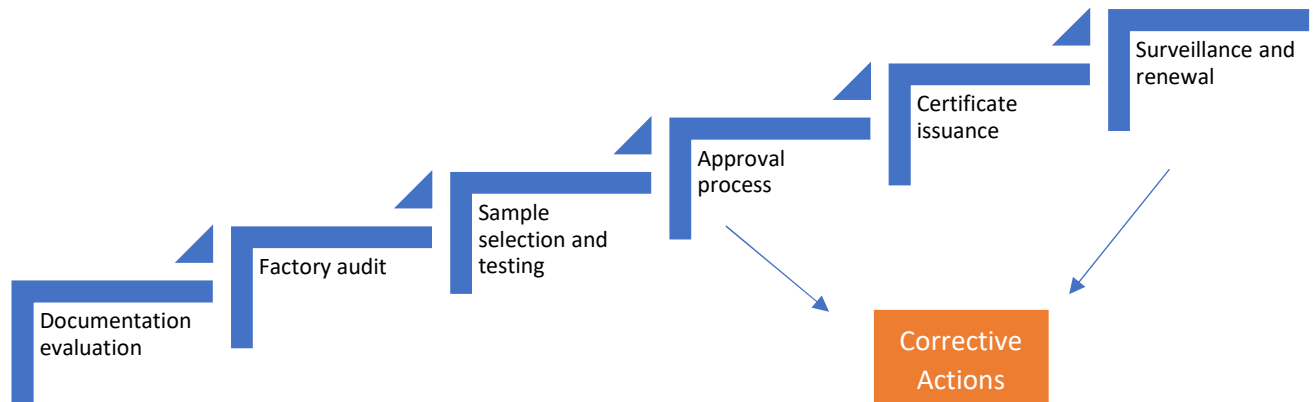 Documentation
evaluation
Factory audit
Sample
selection and
testing
Approval
process
Certificate
issuance
Surveillance and
renewal
Corrective
Actions